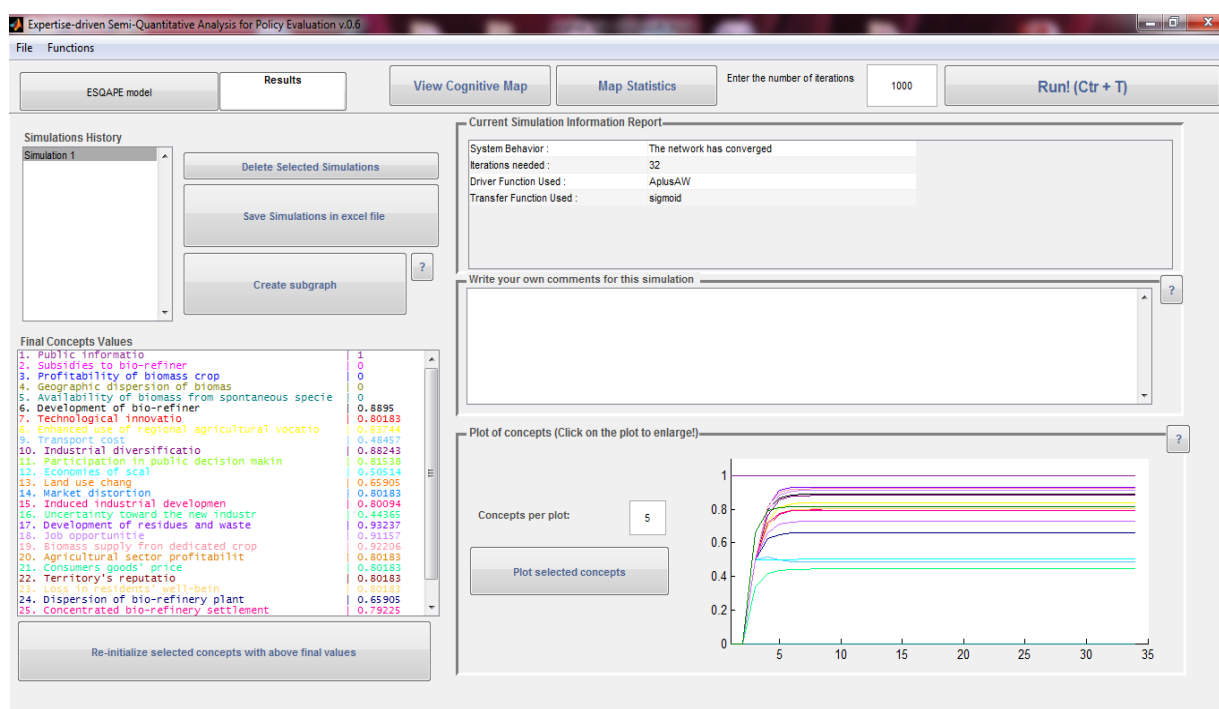 Expertise-driven Semi-Quantitative Analysis for Policy Evaluation v.0.6
File Functions
ESQAPE model
Results
View Cognitive Map
Map Statistics
Enter the number of iterations
1000
Run! (Ctr + T)
Simulations History
Simulation 1
Delete Selected Simulations
Save Simulations in excel file
Create subgraph
?
Final Concepts Values
1. Public informatio | 1
2. Subsidies to bio-refiner | 0
3. Profitability of biomass crop | 0
4. Geographic dispersion of biomas | 0
5. Availability of biomass from spontaneous specie | 0
6. Development of bio-refiner | 0.8895
7. Technological innovatio | 0.80183
8. Enhanced use of regional agricultural vocatio | 0.83744
9. Transport cost | 0.48457
10. Industrial diversificatio | 0.88243
11. Participation in public decision makin | 0.81538
12. Economies of scal | 0.50514
13. Land use chang | 0.65905
14. Market distortion | 0.80183
15. Induced industrial developmen | 0.80094
16. Uncertainty toward the new industr | 0.44365
17. Development of residues and waste | 0.93237
18. Job opportunitie | 0.91157
19. Biomass supply from dedicated crop | 0.92206
20. Agricultural sector profitabilit | 0.80183
21. Consumers goods' price | 0.80183
22. Territory's reputatio | 0.80183
23. Loss in residents' well-bein | 0.80183
24. Dispersion of bio-refinery plant | 0.65905
25. Concentrated bio-refinery settlement | 0.79225
Re-initialize selected concepts with above final values
Current Simulation Information Report
System Behavior : The network has converged
Iterations needed : 32
Driver Function Used : AplusAW
Transfer Function Used : sigmoid
Write your own comments for this simulation
?
Plot of concepts (Click on the plot to enlarge!)
?
Concepts per plot:
5
Plot selected concepts
1
0.8
0.6
0.4
0.2
0
5 10 15 20 25 30 35